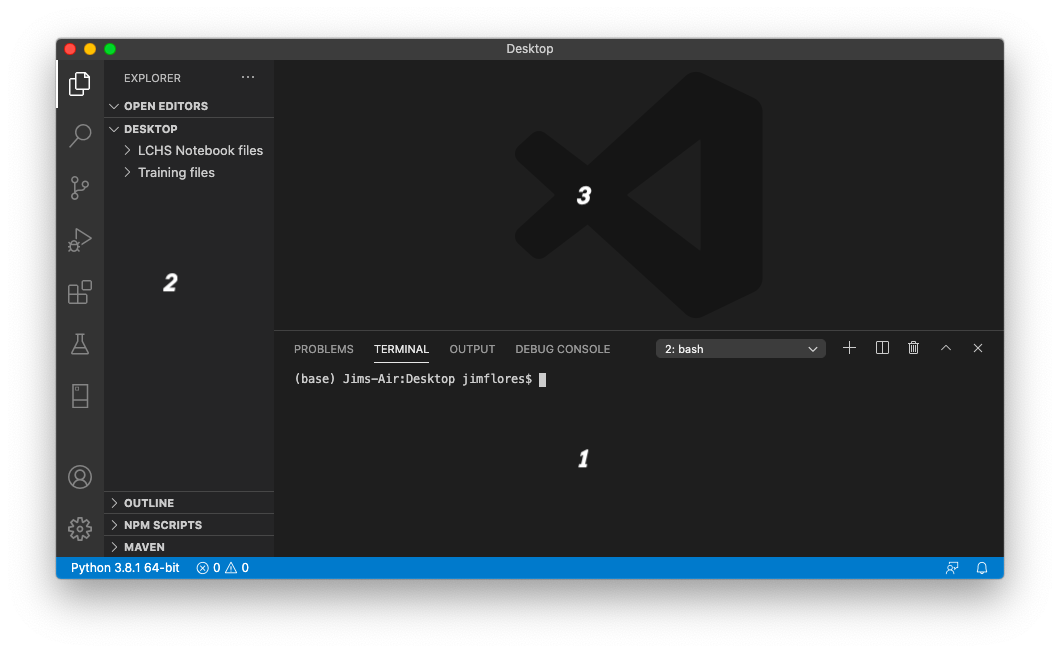 Desktop
EXPLORER ···
OPEN EDITORS
DESKTOP
LCHS Notebook files
Training files
2
OUTLINE
NPM SCRIPTS
MAVEN
3
PROBLEMS TERMINAL OUTPUT DEBUG CONSOLE 2: bash
(base) Jims-Air:Desktop jimflores$
1
Python 3.8.1 64-bit 0 0